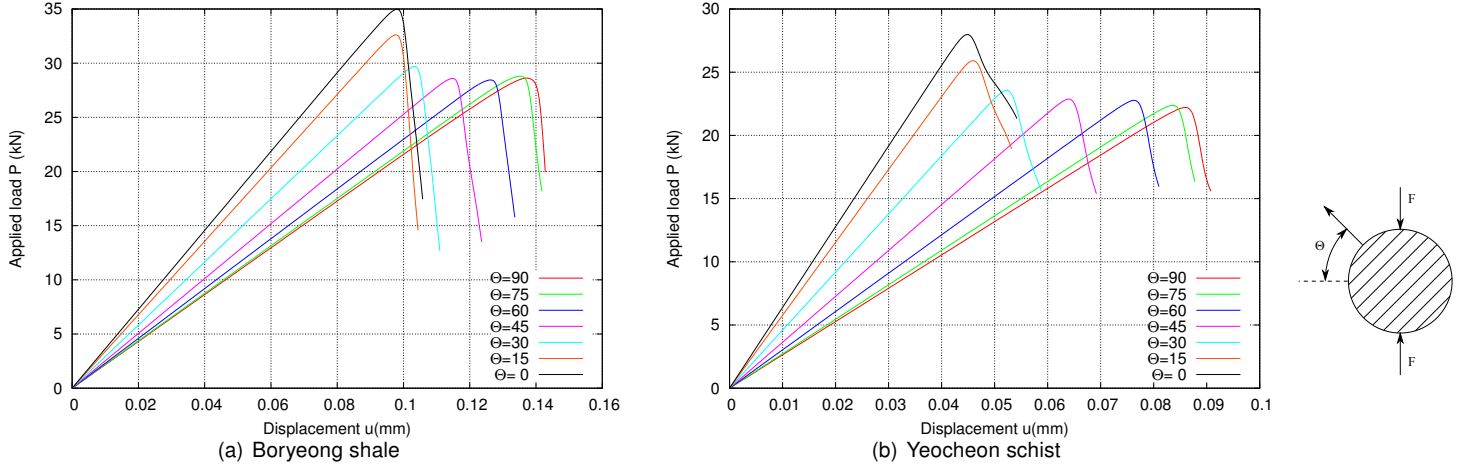 35
30
25
20
15
10
5
0
Applied load P (kN)
Θ=90
Θ=75
Θ=60
Θ=45
Θ=30
Θ=15
Θ= 0
0 0.02 0.04 0.06 0.08 0.1 0.12 0.14 0.16
Displacement u(mm)
(a) Boryeong shale
30
25
20
15
10
5
0
Applied load P (kN)
Θ=90
Θ=75
Θ=60
Θ=45
Θ=30
Θ=15
Θ= 0
0 0.01 0.02 0.03 0.04 0.05 0.06 0.07 0.08 0.09 0.1
Displacement u(mm)
(b) Yeocheon schist
F
Θ
F